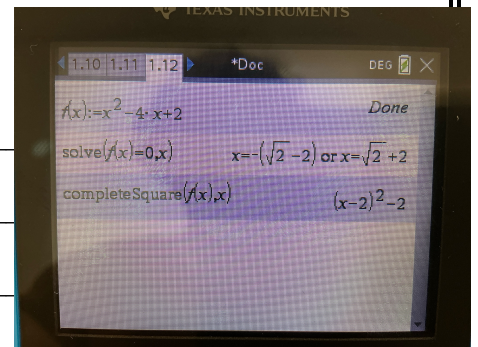 TEXAS INSTRUMENTS
1.10 1.11 1.12 *Doc DEG
f(x):=x²-4·x+2 Done
solve(f(x)=0,x) x=-(√2-2) or x=√2+2
completeSquare(f(x),x) (x-2)²-2